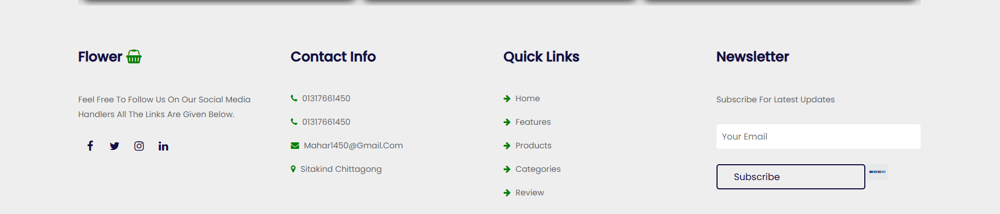 Flower
Feel Free To Follow Us On Our Social Media
Handlers All The Links Are Given Below.
Contact Info
01317661450
01317661450
Mahar1450@Gmail.Com
Sitakind Chittagong
Quick Links
Home
Features
Products
Categories
Review
Newsletter
Subscribe For Latest Updates
Your Email
Subscribe